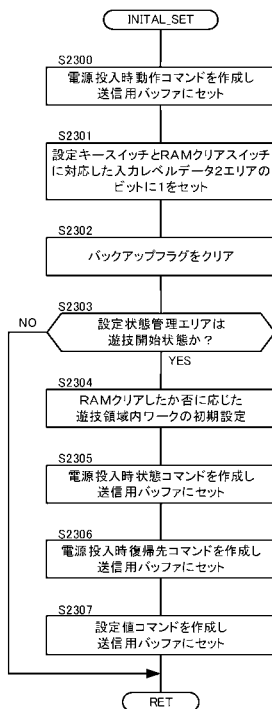 INITAL_SET
S2300
電源投入時動作コマンドを作成し
送信用バッファにセット
S2301
設定キースイッチとRAMクリアスイッチ
に対応した入力レベルデータ2エリアの
ビットに1をセット
S2302
バックアップフラグをクリア
S2303
NO
設定状態管理エリアは
遊技開始状態か?
YES
S2304
RAMクリアしたか否に応じた
遊技領域内ワークの初期設定
S2305
電源投入時状態コマンドを作成し
送信用バッファにセット
S2306
電源投入時復帰先コマンドを作成し
送信用バッファにセット
S2307
設定値コマンドを作成し
送信用バッファにセット
RET